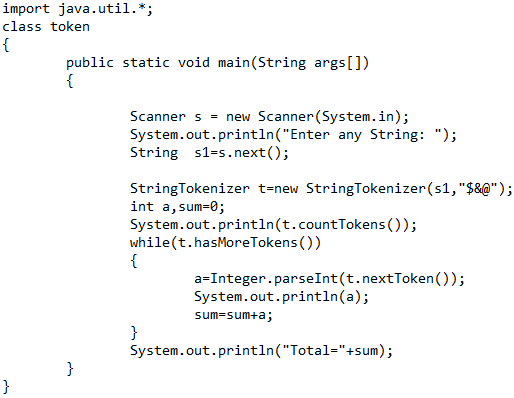 import java.util.*;
class token
{
public static void main(String args[])
{
Scanner s = new Scanner(System.in);
System.out.println("Enter any String: ");
String  s1=s.next();
StringTokenizer t=new StringTokenizer(s1,"$&@");
int a,sum=0;
System.out.println(t.countTokens());
while(t.hasMoreTokens())
{
a=Integer.parseInt(t.nextToken());
System.out.println(a);
sum=sum+a;
}
System.out.println("Total="+sum);
}
}